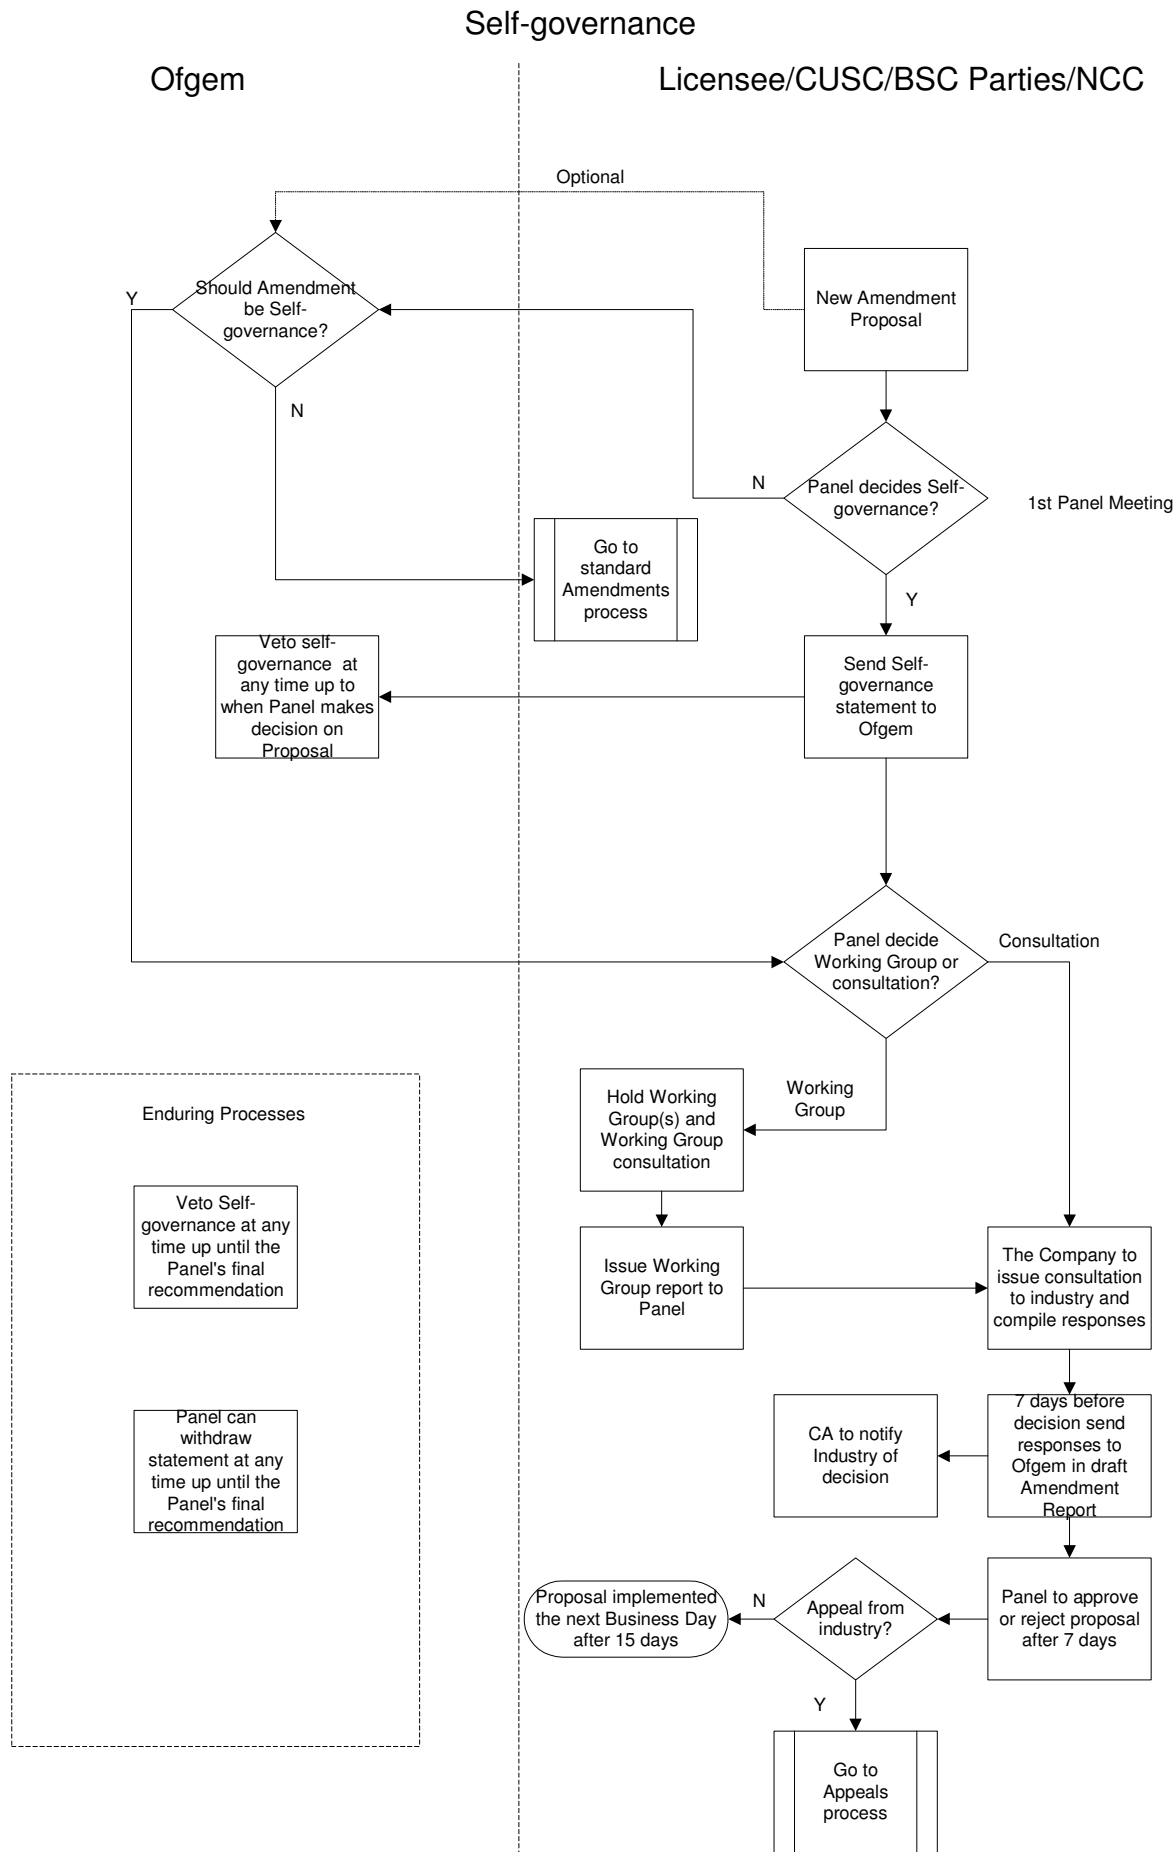 Self-governance
Ofgem
Licensee/CUSC/BSC Parties/NCC
Optional
Should Amendment
be Self-
governance?
Y
N
New Amendment
Proposal
Panel decides Self-
governance?
N
1st Panel Meeting
Y
Go to
standard
Amendments
process
Veto self-
governance  at
any time up to
when Panel makes
decision on
Proposal
Send Self-
governance
statement to
Ofgem
Panel decide
Working Group or
consultation?
Consultation
Working
Group
Hold Working
Group(s) and
Working Group
consultation
Enduring Processes
Veto Self-
governance at any
time up until the
Panel's final
recommendation
Issue Working
Group report to
Panel
The Company to
issue consultation
to industry and
compile responses
Panel can
withdraw
statement at any
time up until the
Panel's final
recommendation
CA to notify
Industry of
decision
7 days before
decision send
responses to
Ofgem in draft
Amendment
Report
Proposal implemented
the next Business Day
after 15 days
N
Appeal from
industry?
Panel to approve
or reject proposal
after 7 days
Y
Go to
Appeals
process